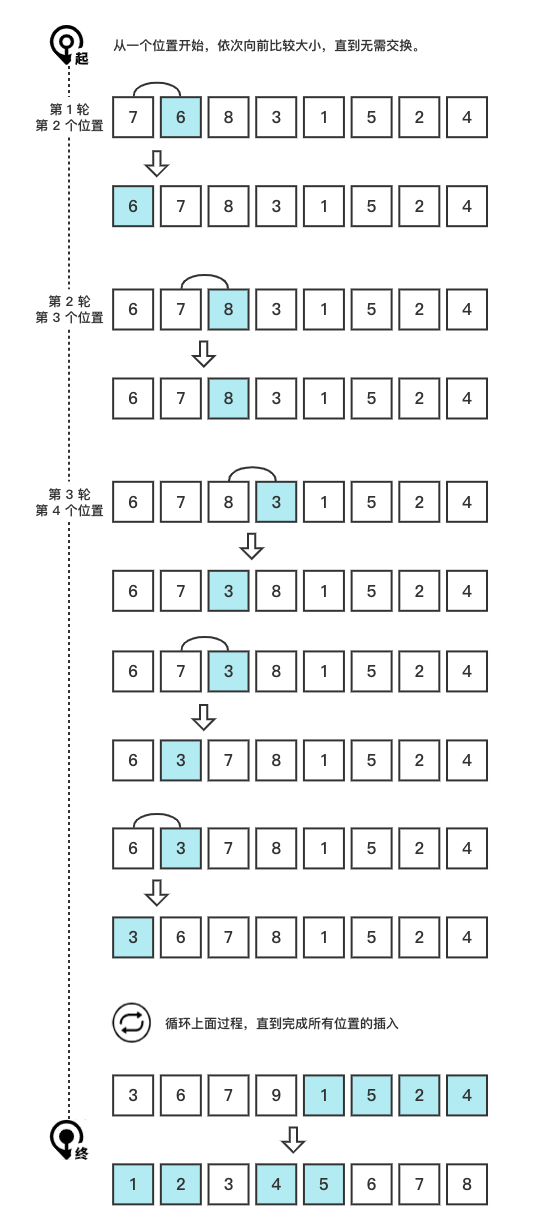 起
从一个位置开始，依次向前比较大小，直到无需交换。
第 1 轮
第 2 个位置
7 6 8 3 1 5 2 4
6 7 8 3 1 5 2 4
第 2 轮
第 3 个位置
6 7 8 3 1 5 2 4
6 7 8 3 1 5 2 4
第 3 轮
第 4 个位置
6 7 8 3 1 5 2 4
6 7 3 8 1 5 2 4
6 7 3 8 1 5 2 4
6 3 7 8 1 5 2 4
6 3 7 8 1 5 2 4
3 6 7 8 1 5 2 4
循环上面过程，直到完成所有位置的插入
3 6 7 9 1 5 2 4
终
1 2 3 4 5 6 7 8